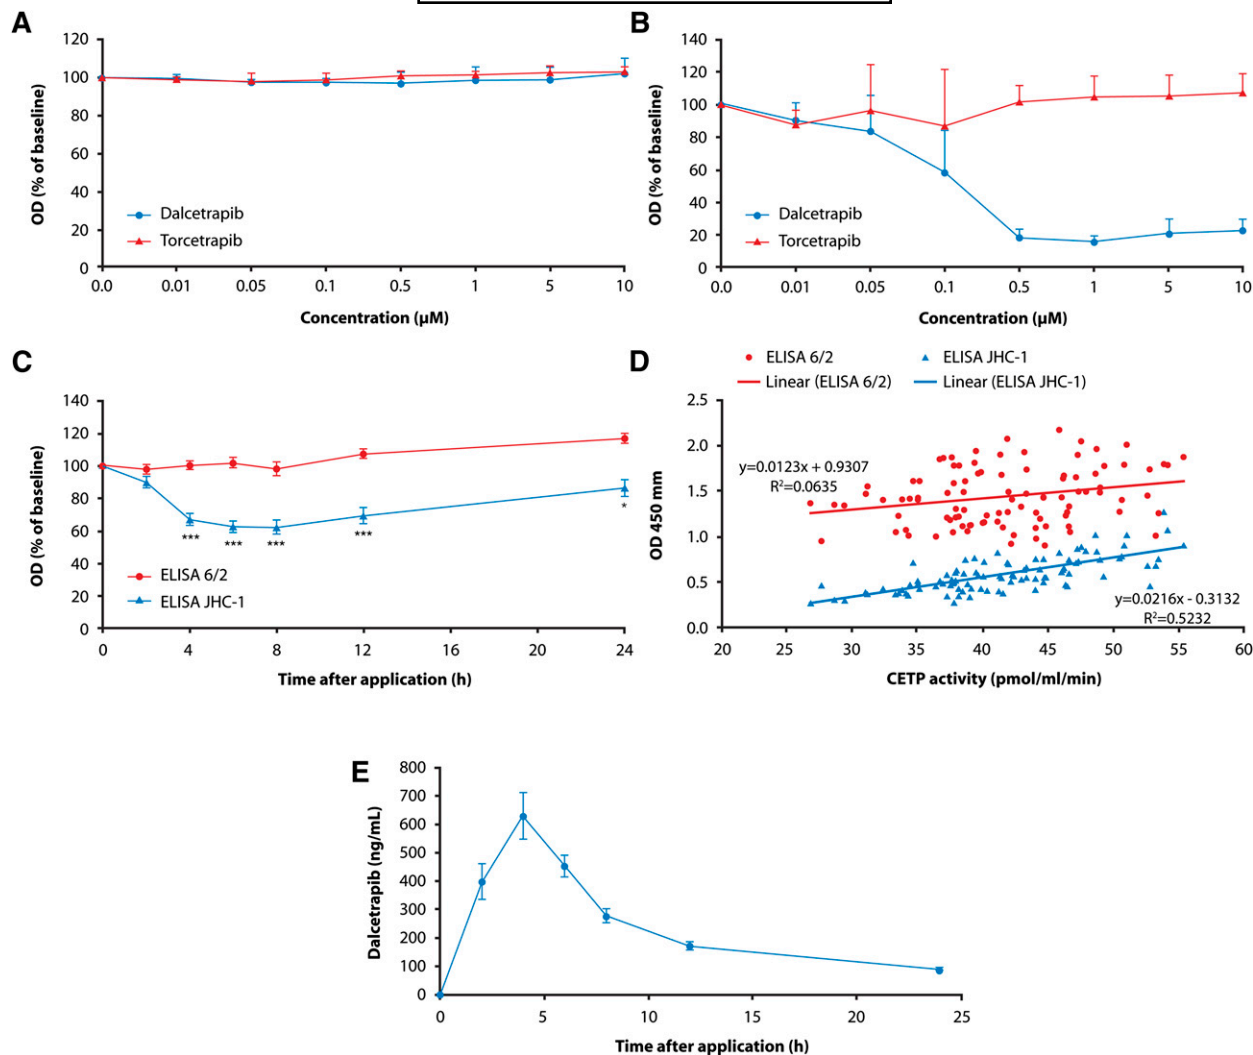 A
120
100
80
60
40
20
0
OD (% of baseline)
Dalcetrapib
Torcetrapib
0.0 0.01 0.05 0.1 0.5 1 5 10
Concentration (µM)
B
140
120
100
80
60
40
20
0
OD (% of baseline)
Dalcetrapib
Torcetrapib
0.0 0.01 0.05 0.1 0.5 1 5 10
Concentration (µM)
C
140
120
100
80
60
40
20
0
OD (% of baseline)
*** *** *** *** *
ELISA 6/2
ELISA JHC-1
0 4 8 12 16 20 24
Time after application (h)
D
ELISA 6/2 ELISA JHC-1
Linear (ELISA 6/2) Linear (ELISA JHC-1)
2.5
2.0
1.5
1.0
0.5
0.0
OD 450 mm
y=0.0123x + 0.9307
R²=0.0635
y=0.0216x - 0.3132
R²=0.5232
20 25 30 35 40 45 50 55 60
CETP activity (pmol/ml/min)
E
800
700
600
500
400
300
200
100
0
Dalcetrapib (ng/mL)
0 5 10 15 20 25
Time after application (h)